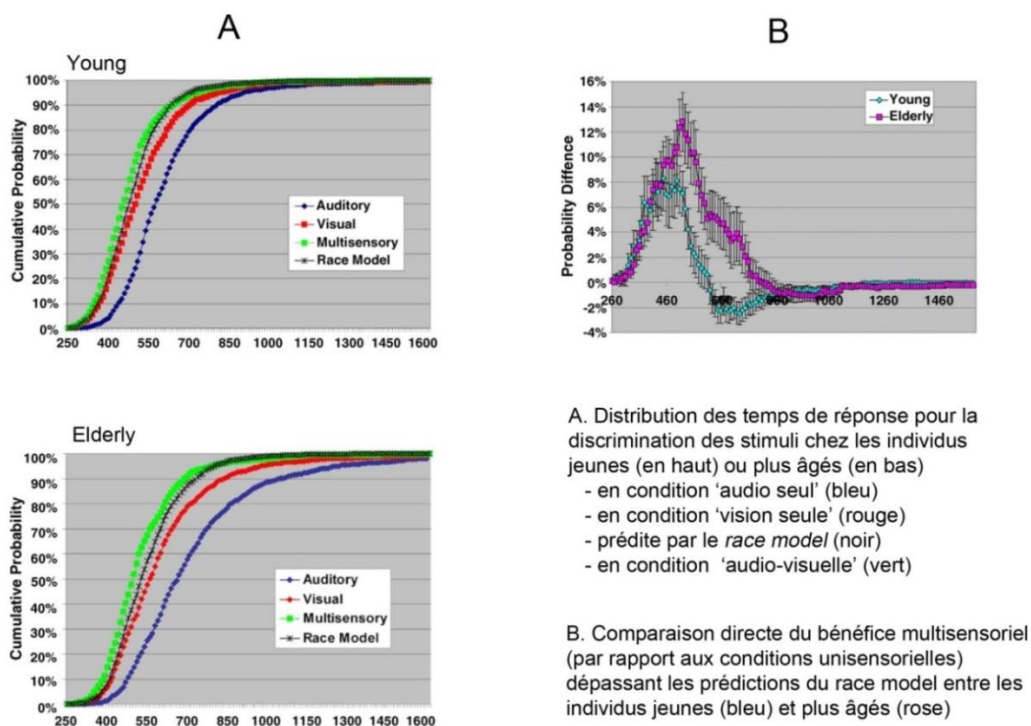 A
Young
100%
90%
80%
70%
60%
50%
40%
30%
20%
10%
0%
Cumulative Probability
250 400 550 700 850 1000 1150 1300 1450 1600
Auditory
Visual
Multisensory
Race Model
Elderly
100%
90%
80%
70%
60%
50%
40%
30%
20%
10%
0%
Cumulative Probability
250 400 550 700 850 1000 1150 1300 1450 1600
Auditory
Visual
Multisensory
Race Model
B
16%
14%
12%
10%
8%
6%
4%
2%
0%
-2%
-4%
Probability Diffence
260 460 860 1060 1260 1460
Young
Elderly
A. Distribution des temps de réponse pour la
discrimination des stimuli chez les individus
jeunes (en haut) ou plus âgés (en bas)
- en condition ‘audio seul’ (bleu)
- en condition ‘vision seule’ (rouge)
- prédite par le race model (noir)
- en condition ‘audio-visuelle’ (vert)
B. Comparaison directe du bénéfice multisensoriel
(par rapport aux conditions unisensorielles)
dépassant les prédictions du race model entre les
individus jeunes (bleu) et plus âgés (rose)